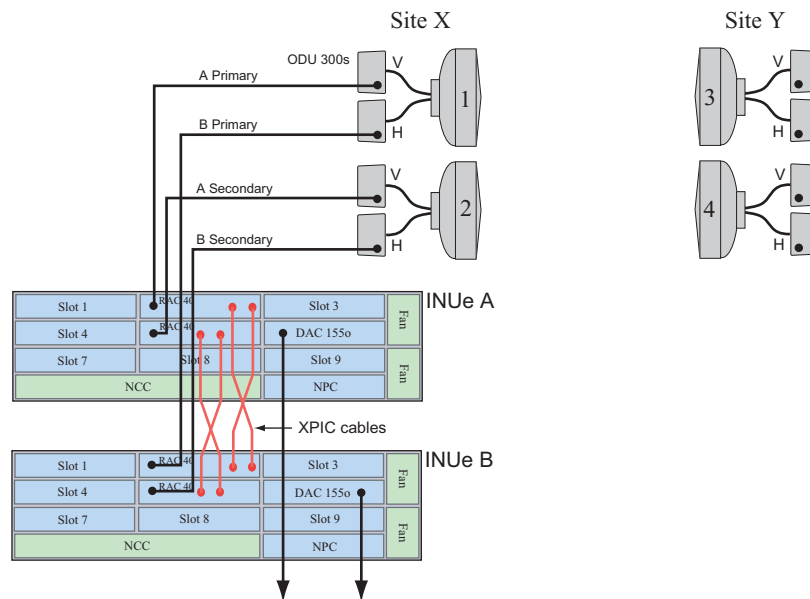 Site X
Site Y
ODU 300s
V
A Primary
1
B Primary
H
V
3
H
A Secondary
V
2
B Secondary
H
V
4
H
INUe A
Slot 1
RAC 40
Slot 3
Fan
Slot 4
RAC 40
DAC 155o
Slot 7
Slot 8
Slot 9
Fan
NCC
NPC
XPIC cables
INUe B
Slot 1
RAC 40
Slot 3
Fan
Slot 4
RAC 40
DAC 155o
Slot 7
Slot 8
Slot 9
Fan
NCC
NPC